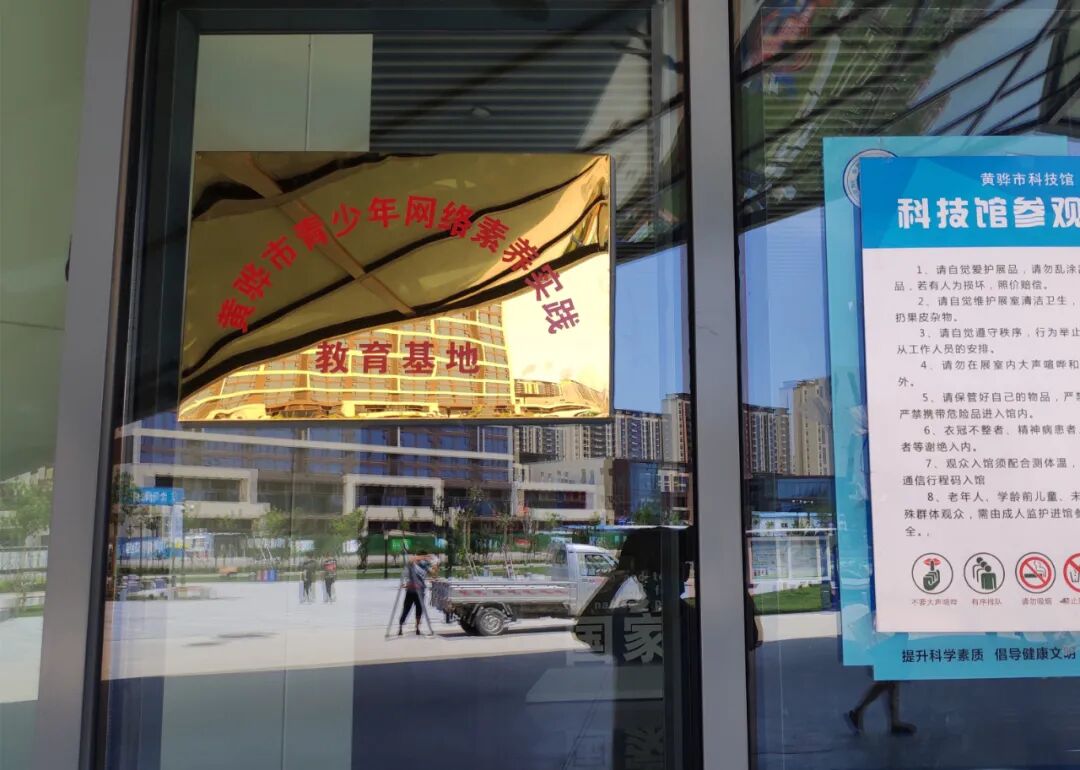 黄骅市青少年网络素养实践
教育基地
黄骅市科技馆
科技馆参观
1、请自觉爱护展品，请勿乱涂
品，若有人为损坏，照价赔偿。
2、请自觉维护展室清洁卫生，
扔果皮杂物。
3、请自觉遵守秩序，行为举止
从工作人员的安排。
4、请勿在展室内大声喧哗和
外。
5、请保管好自己的物品，严
严禁携带危险品进入馆内。
6、衣冠不整者、精神病患者
者等谢绝入内。
7、观众入馆须配合测体温，
通信行程码入馆
8、老年人、学龄前儿童、未
殊群体观众，需由成人监护进馆参
全。
不要大声喧哗 有序排队 请勿吸烟 禁止
提升科学素质 倡导健康文明
国家